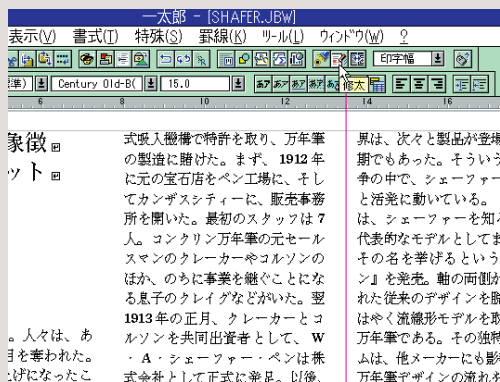 一太郎 - [SHAFER.JBW]
表示(V) 書式(T) 特殊(S) 罫線(K) ツール(L) ウィンドウ(W) ?
印字幅
準) Century Old-B( 15.0 修太
6 8 10 12 14 16
象徴
ット
。人々は、あ
目を奪われた。
上げになったこ
式吸入機構で特許を取り、万年筆
の製造に賭けた。まず、1912 年
に元の宝石店をペン工場に、そし
てカンザスシティーに、販売事務
所を開いた。最初のスタッフは 7
人。コンクリン万年筆の元セール
スマンのクレーカーやコルソンの
ほか、のちに事業を継ぐことにな
る息子のクレイグなどがいた。翌
1913 年の正月、クレーカーとコ
ルソンを共同出資者として、 W
・A・シェーファー・ペンは株
式会社として正式に発足。以後、
界は、次々と製品が登場
期でもあった。そういう
争の中で、シェーファー
と活発に動いている。
は、シェーファーを知
代表的なモデルとしてま
その名を挙げるという
ン』を発売。軸の両側か
れた従来のデザインを脱
はやく流線形モデルを取
万年筆である。その独特
ムは、他メーカーにも影
万年筆デザインの流れを